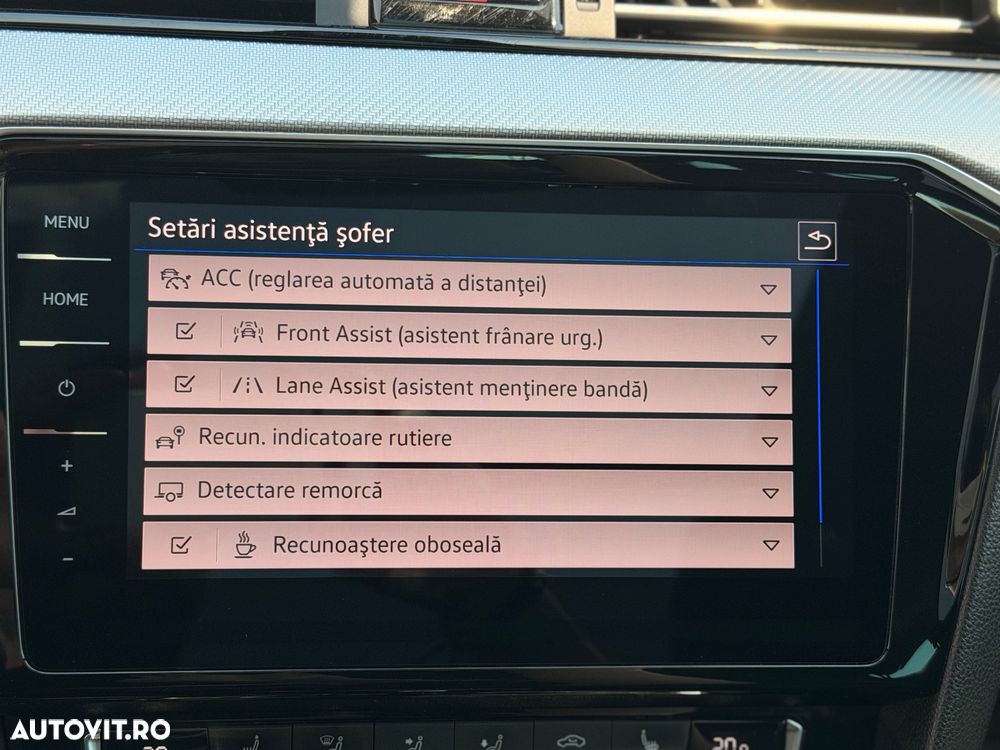 MENU
HOME
+
−
Setări asistenţă şofer
ACC (reglarea automată a distanţei)
Front Assist (asistent frânare urg.)
Lane Assist (asistent menţinere bandă)
Recun. indicatoare rutiere
Detectare remorcă
Recunoaştere oboseală
AUTOVIT.RO